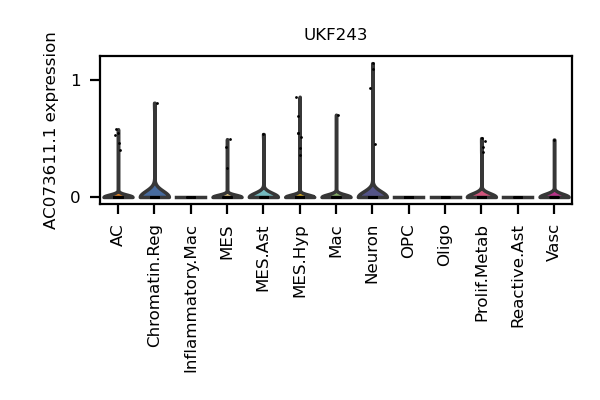 UKF243
AC073611.1 expression
1
0
AC
Chromatin.Reg
Inflammatory.Mac
MES
MES.Ast
MES.Hyp
Mac
Neuron
OPC
Oligo
Prolif.Metab
Reactive.Ast
Vasc